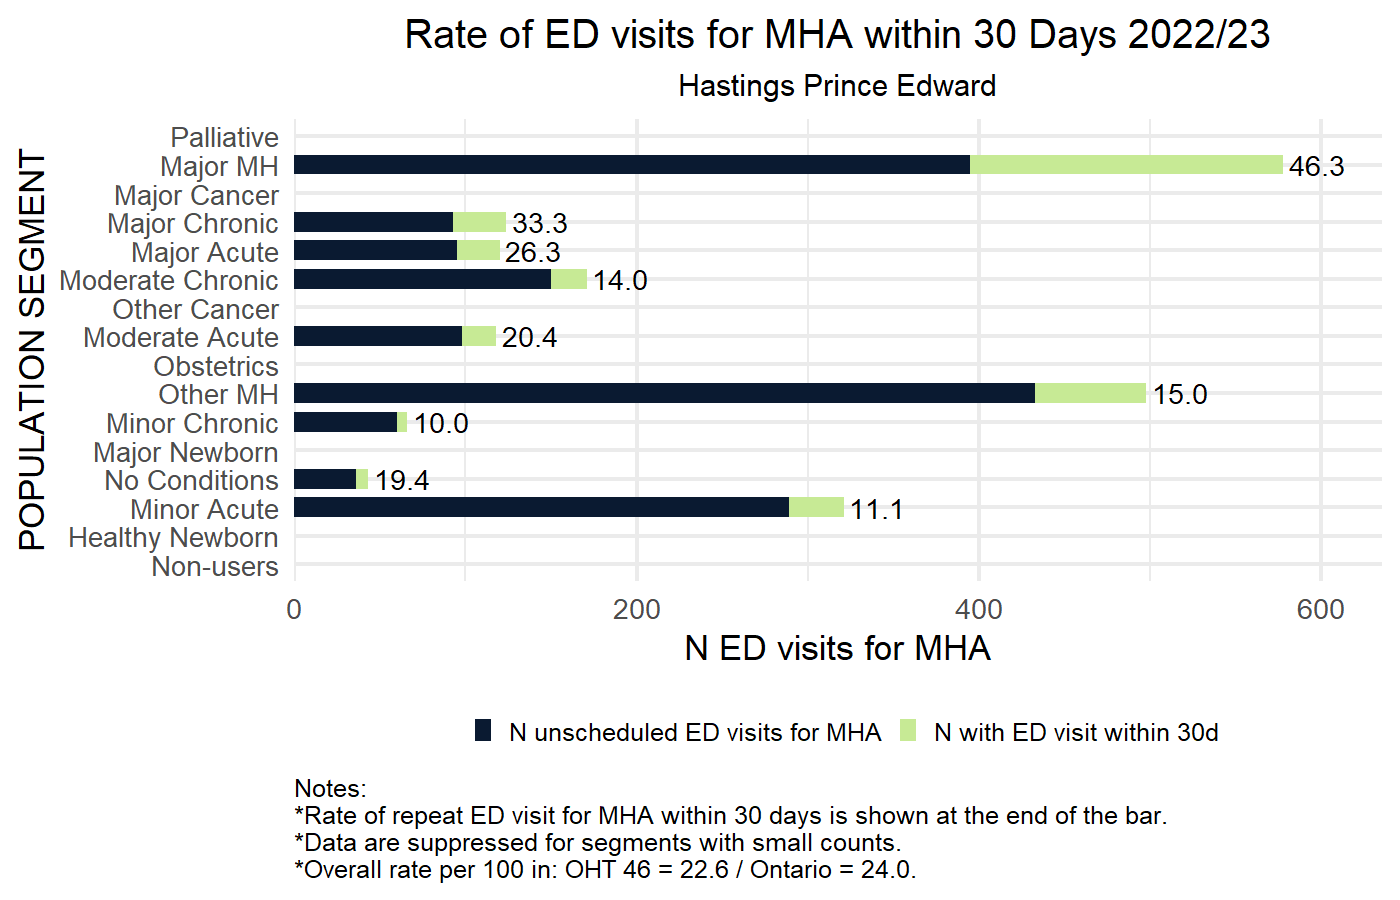 Rate of ED visits for MHA within 30 Days 2022/23
Hastings Prince Edward
POPULATION SEGMENT
Palliative
Major MH 46.3
Major Cancer
Major Chronic 33.3
Major Acute 26.3
Moderate Chronic 14.0
Other Cancer
Moderate Acute 20.4
Obstetrics
Other MH 15.0
Minor Chronic 10.0
Major Newborn
No Conditions 19.4
Minor Acute 11.1
Healthy Newborn
Non-users
0 200 400 600
N ED visits for MHA
N unscheduled ED visits for MHA N with ED visit within 30d
Notes:
*Rate of repeat ED visit for MHA within 30 days is shown at the end of the bar.
*Data are suppressed for segments with small counts.
*Overall rate per 100 in: OHT 46 = 22.6 / Ontario = 24.0.